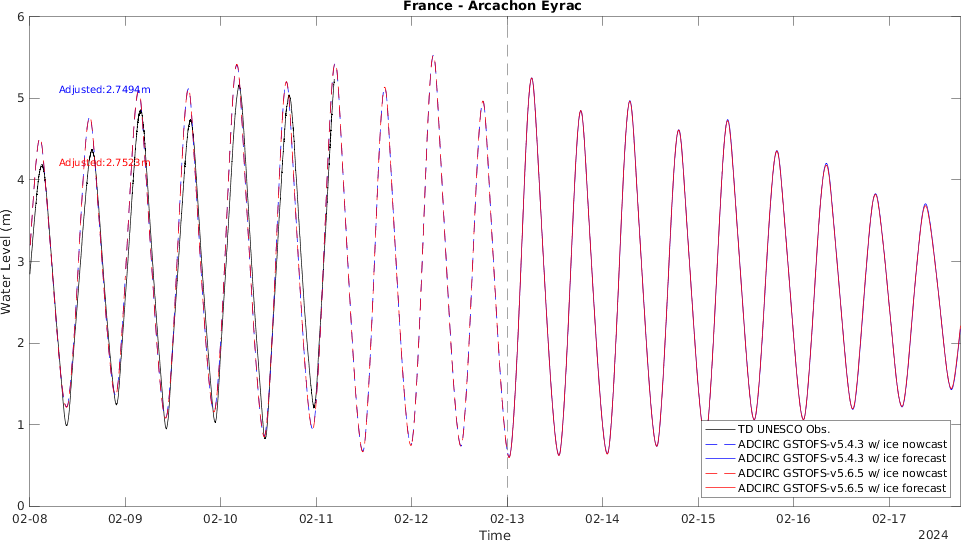 France - Arcachon Eyrac
6
5
4
3
2
1
0
Water Level (m)
Adjusted:2.7494m
Adjusted:2.7523m
TD UNESCO Obs.
ADCIRC GSTOFS-v5.4.3 w/ ice nowcast
ADCIRC GSTOFS-v5.4.3 w/ ice forecast
ADCIRC GSTOFS-v5.6.5 w/ ice nowcast
ADCIRC GSTOFS-v5.6.5 w/ ice forecast
02-08 02-09 02-10 02-11 02-12 02-13 02-14 02-15 02-16 02-17
Time
2024